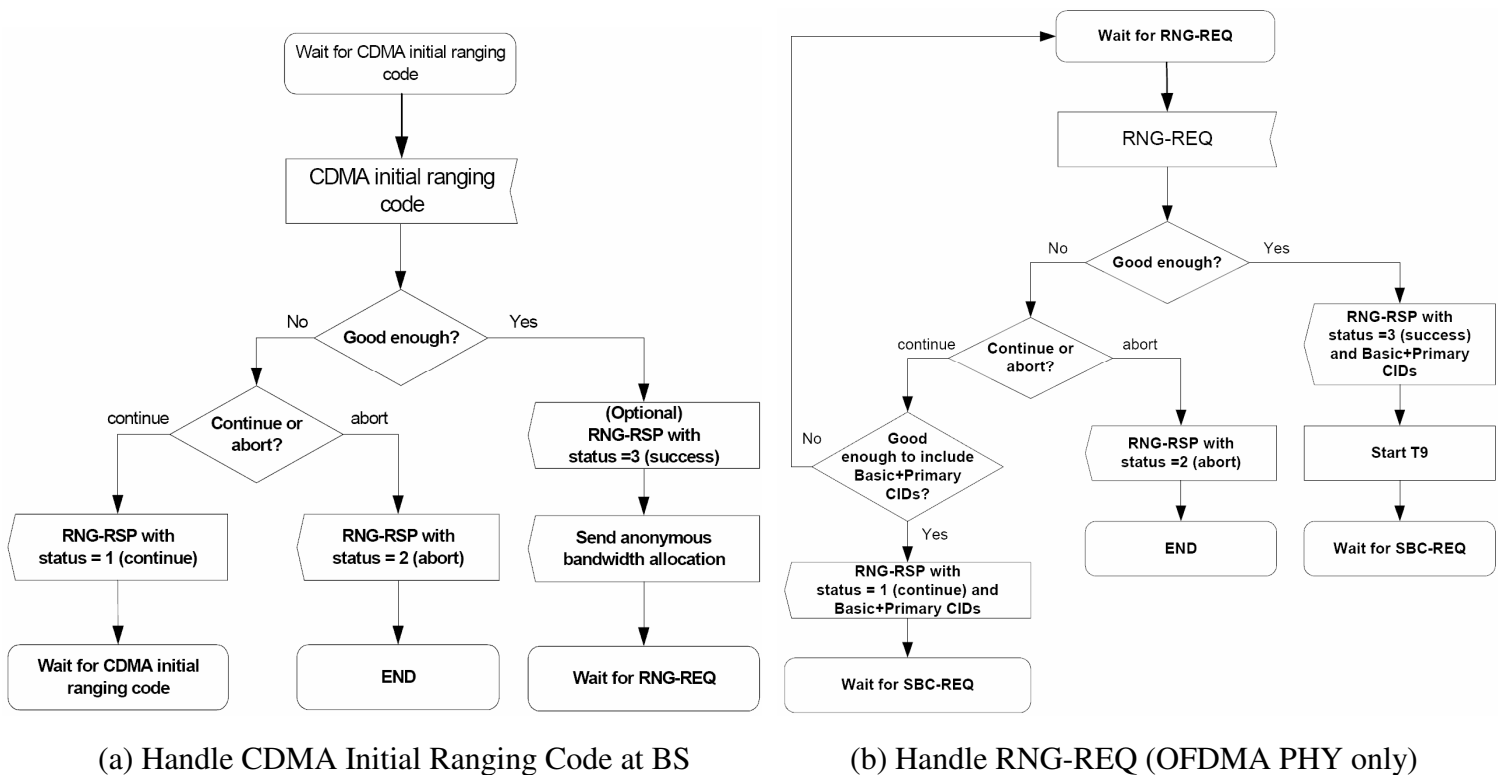 Wait for CDMA initial ranging
code
CDMA initial ranging
code
Good enough?
No
Yes
Continue or
abort?
continue
abort
(Optional)
RNG-RSP with
status =3 (success)
RNG-RSP with
status = 1 (continue)
RNG-RSP with
status = 2 (abort)
Send anonymous
bandwidth allocation
Wait for CDMA initial
ranging code
END
Wait for RNG-REQ
(a) Handle CDMA Initial Ranging Code at BS
Wait for RNG-REQ
RNG-REQ
Good enough?
No
Yes
Continue or
abort?
continue
abort
RNG-RSP with
status =3 (success)
and Basic+Primary
CIDs
No
Good
enough to include
Basic+Primary
CIDs?
Yes
RNG-RSP with
status =2 (abort)
Start T9
END
Wait for SBC-REQ
RNG-RSP with
status = 1 (continue) and
Basic+Primary CIDs
Wait for SBC-REQ
(b) Handle RNG-REQ (OFDMA PHY only)